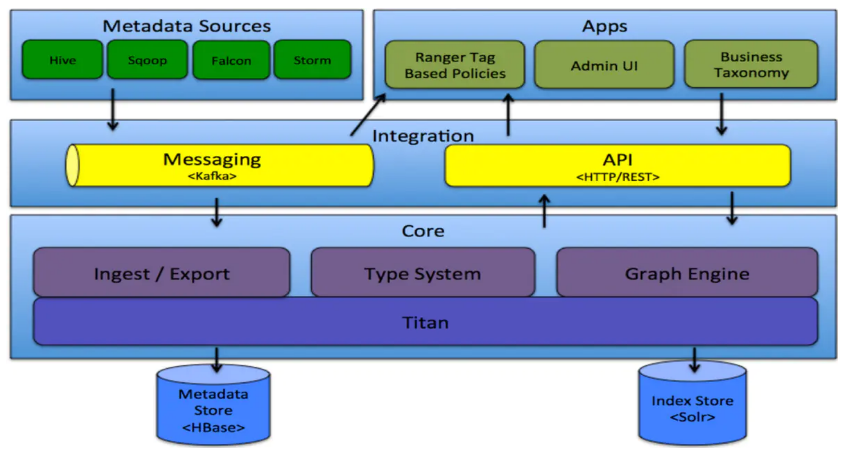 Metadata Sources
Hive
Sqoop
Falcon
Storm
Apps
Ranger Tag
Based Policies
Admin UI
Business
Taxonomy
Integration
Messaging
<Kafka>
API
<HTTP/REST>
Core
Ingest / Export
Type System
Graph Engine
Titan
Metadata
Store
<HBase>
Index Store
<Solr>